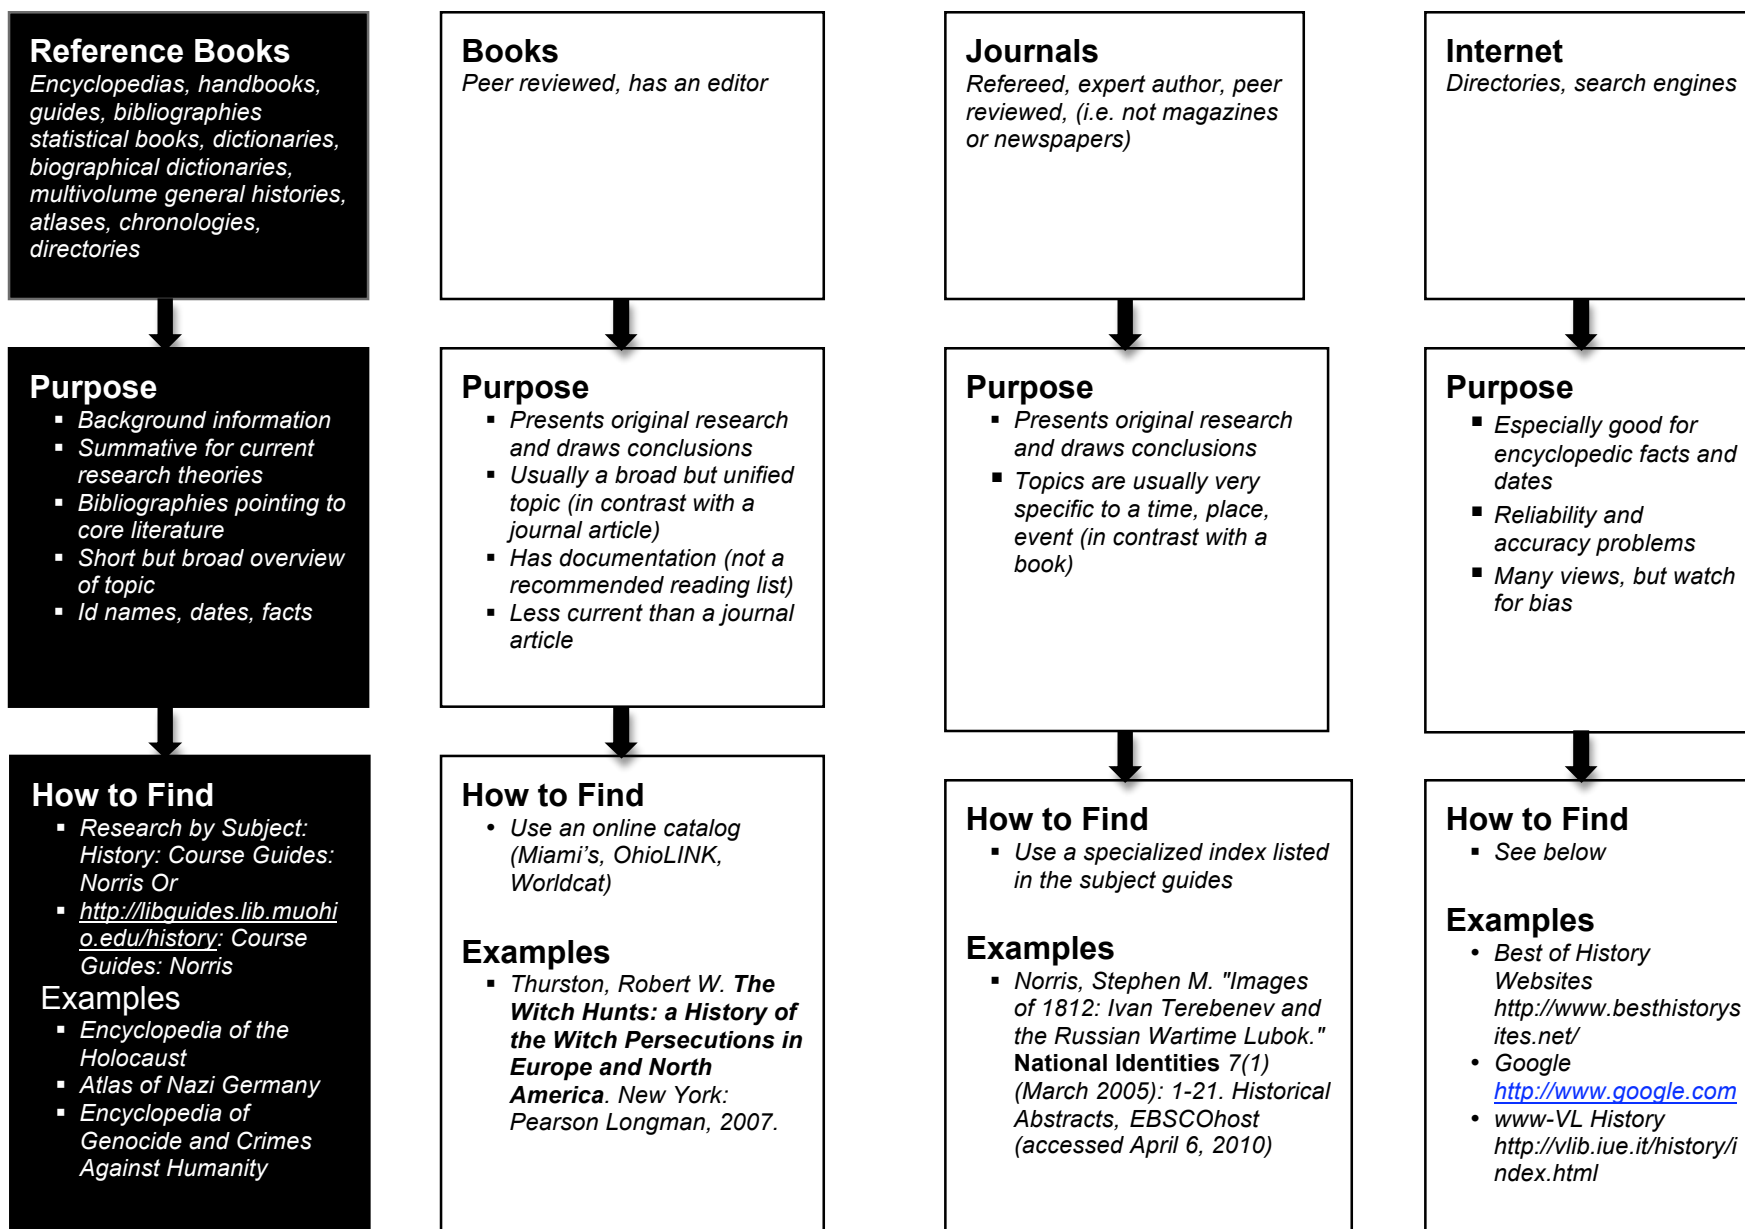 Reference Books
Encyclopedias, handbooks,
guides, bibliographies
statistical books, dictionaries,
biographical dictionaries,
multivolume general histories,
atlases, chronologies,
directories
Purpose
▪ Background information
▪ Summative for current
research theories
▪ Bibliographies pointing to
core literature
▪ Short but broad overview
of topic
▪ Id names, dates, facts
How to Find
▪ Research by Subject:
History: Course Guides:
Norris Or
▪ http://libguides.lib.muohi
o.edu/history: Course
Guides: Norris
Examples
▪ Encyclopedia of the
Holocaust
▪ Atlas of Nazi Germany
▪ Encyclopedia of
Genocide and Crimes
Against Humanity
Books
Peer reviewed, has an editor
Purpose
▪ Presents original research
and draws conclusions
▪ Usually a broad but unified
topic (in contrast with a
journal article)
▪ Has documentation (not a
recommended reading list)
▪ Less current than a journal
article
How to Find
• Use an online catalog
(Miami's, OhioLINK,
Worldcat)
Examples
▪ Thurston, Robert W. The
Witch Hunts: a History of
the Witch Persecutions in
Europe and North
America. New York:
Pearson Longman, 2007.
Journals
Refereed, expert author, peer
reviewed, (i.e. not magazines
or newspapers)
Purpose
▪ Presents original research
and draws conclusions
▪ Topics are usually very
specific to a time, place,
event (in contrast with a
book)
How to Find
▪ Use a specialized index listed
in the subject guides
Examples
▪ Norris, Stephen M. "Images
of 1812: Ivan Terebenev and
the Russian Wartime Lubok."
National Identities 7(1)
(March 2005): 1-21. Historical
Abstracts, EBSCOhost
(accessed April 6, 2010)
Internet
Directories, search engines
Purpose
▪ Especially good for
encyclopedic facts and
dates
▪ Reliability and
accuracy problems
▪ Many views, but watch
for bias
How to Find
▪ See below
Examples
• Best of History
Websites
http://www.besthistorys
ites.net/
• Google
http://www.google.com
• www-VL History
http://vlib.iue.it/history/i
ndex.html